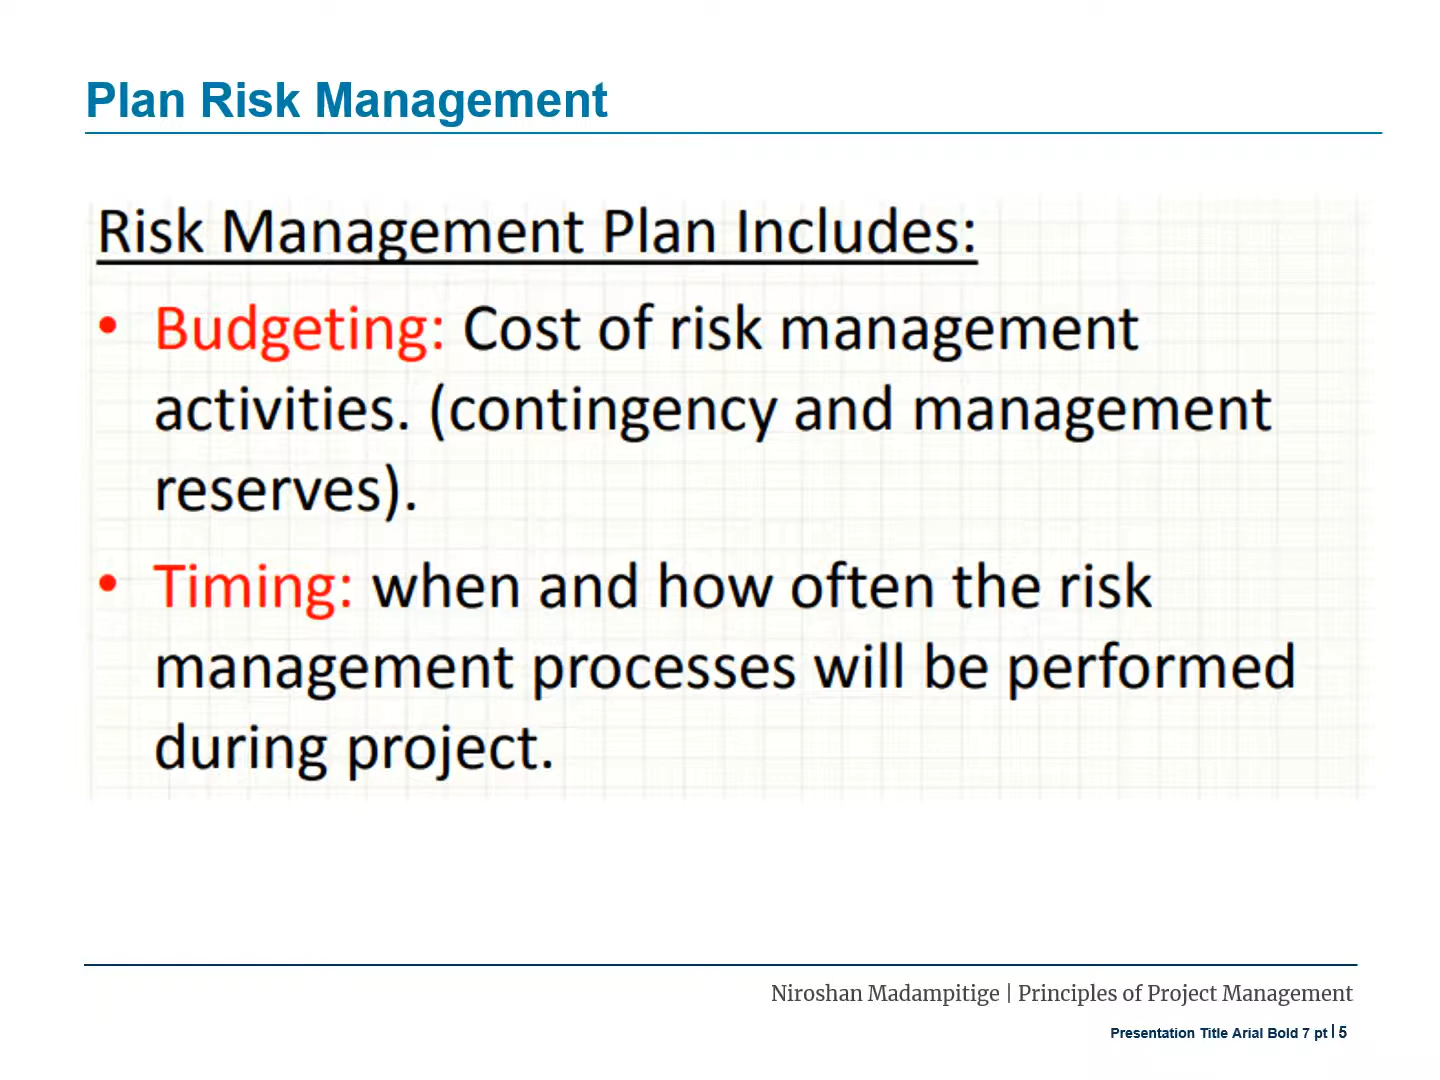 Plan Risk Management
Risk Management Plan Includes:
• Budgeting: Cost of risk management
activities. (contingency and management
reserves).
• Timing: when and how often the risk
management processes will be performed
during project.
Niroshan Madampitige | Principles of Project Management
Presentation Title Arial Bold 7 pt | 5